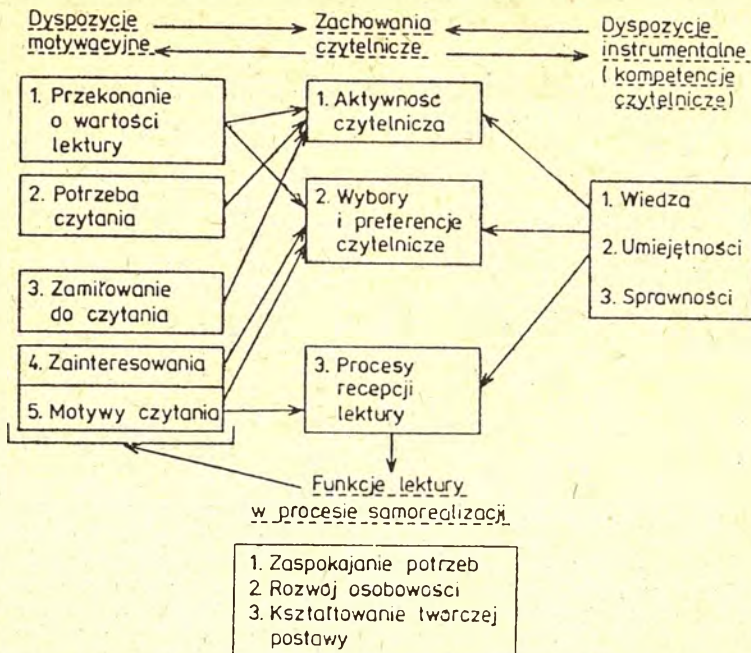 Dyspozycje
motywacyjne
Zachowania
czytelnicze
Dyspozycje
instrumentalne
(kompetencje
czytelnicze)
1. Przekonanie
o wartości
lektury
2. Potrzeba
czytania
3. Zamiłowanie
do czytania
4. Zainteresowania
5. Motywy czytania
1. Aktywność
czytelnicza
2. Wybory
i preferencje
czytelnicze
3. Procesy
recepcji
lektury
1. Wiedza
2. Umiejętności
3. Sprawności
Funkcje lektury
w procesie samorealizacji
1. Zaspokajanie potrzeb
2. Rozwój osobowości
3. Kształtowanie twórczej
postawy